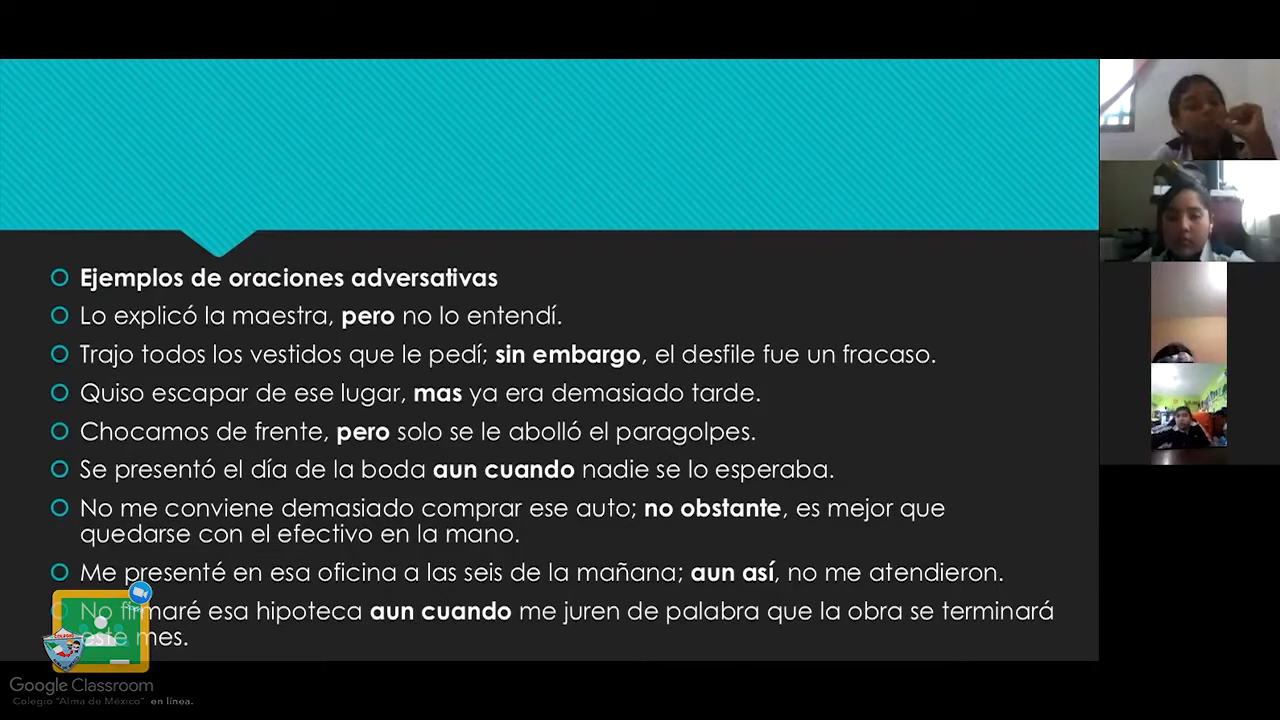 Ejemplos de oraciones adversativas
Lo explicó la maestra, pero no lo entendí.
Trajo todos los vestidos que le pedí; sin embargo, el desfile fue un fracaso.
Quiso escapar de ese lugar, mas ya era demasiado tarde.
Chocamos de frente, pero solo se le abolló el paragolpes.
Se presentó el día de la boda aun cuando nadie se lo esperaba.
No me conviene demasiado comprar ese auto; no obstante, es mejor que
quedarse con el efectivo en la mano.
Me presenté en esa oficina a las seis de la mañana; aun así, no me atendieron.
No firmaré esa hipoteca aun cuando me juren de palabra que la obra se terminará
este mes.
COLEGIO
Google Classroom
Colegio "Alma de México" en línea.